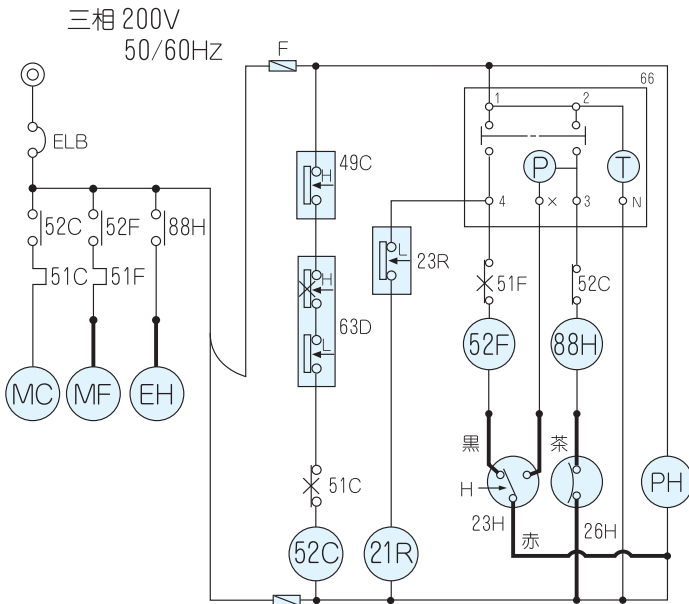 三相 200V
50/60Hz
F
66
1
2
ELB
P
T
49C
H
4
×
3
N
52C
52F
88H
L
23R
51C
51F
H
63D
L
51F
52C
52F
88H
MC
MF
EH
黒
茶
H
51C
23H
26H
PH
赤
52C
21R